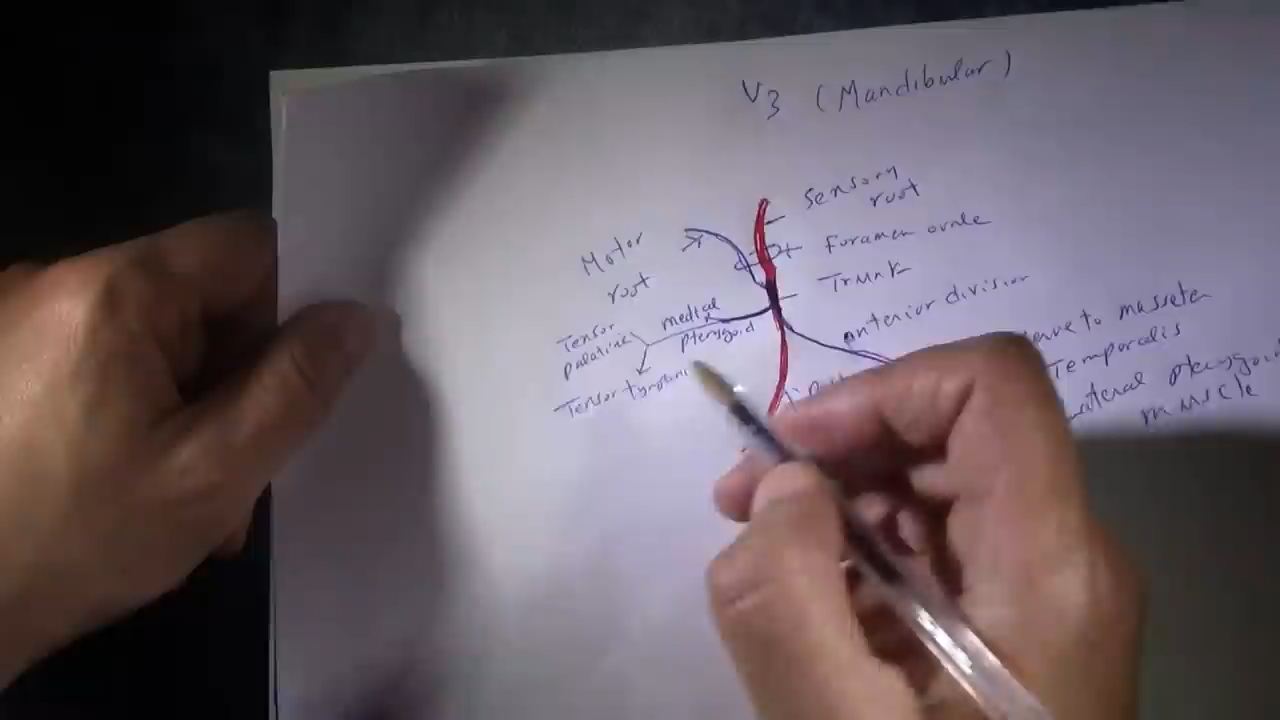 V3 (Mandibular)
Sensory
root
Motor
root
Foramen ovale
Trunk
anterior division
medial
pterygoid
Tensor
palatine
Tensor
nerve to masseter
Temporalis
lateral pterygoid
muscle